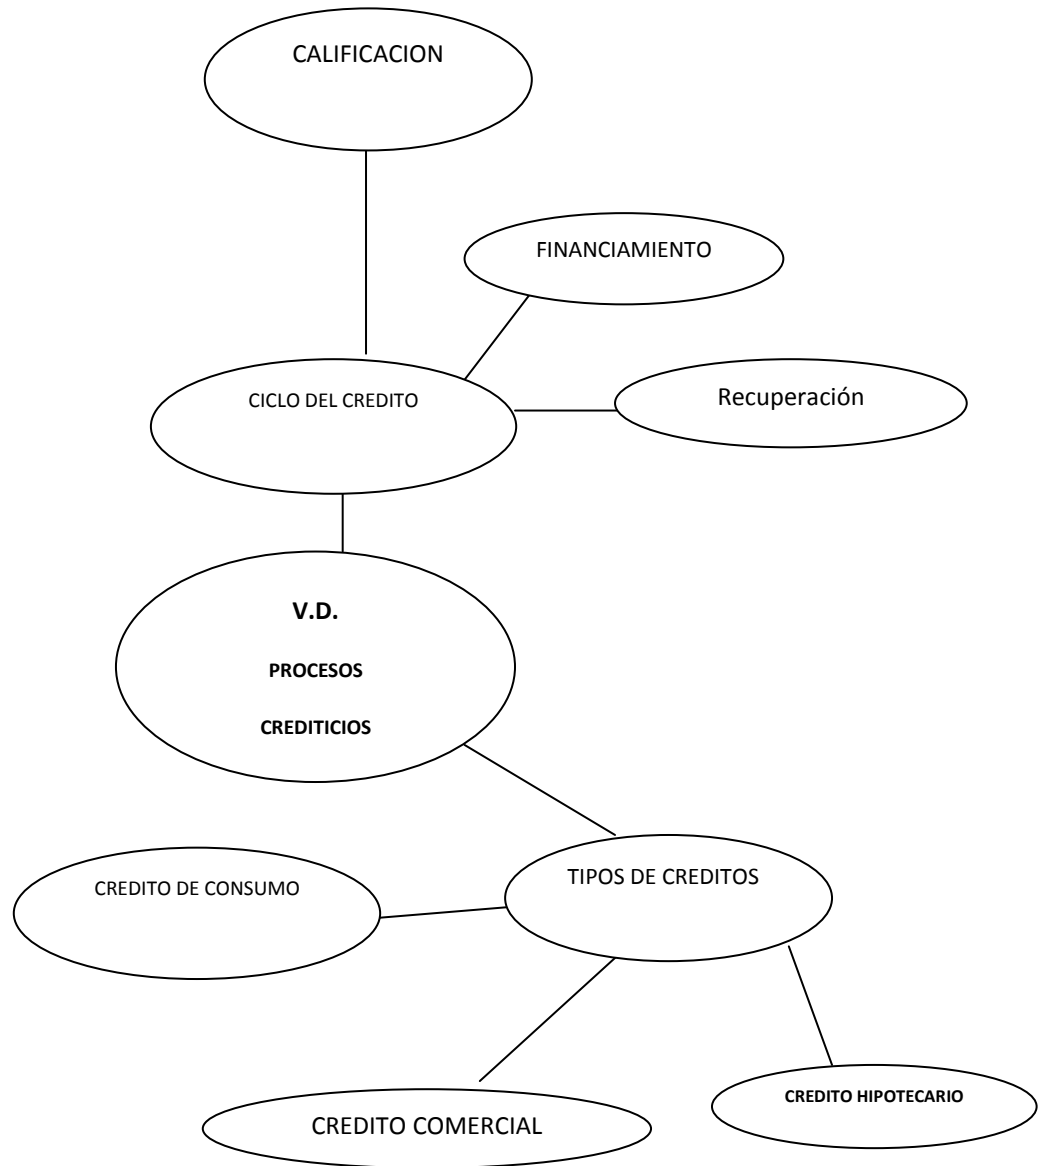 CALIFICACION
FINANCIAMIENTO
CICLO DEL CREDITO
Recuperación
V.D.
PROCESOS
CREDITICIOS
TIPOS DE CREDITOS
CREDITO DE CONSUMO
CREDITO HIPOTECARIO
CREDITO COMERCIAL